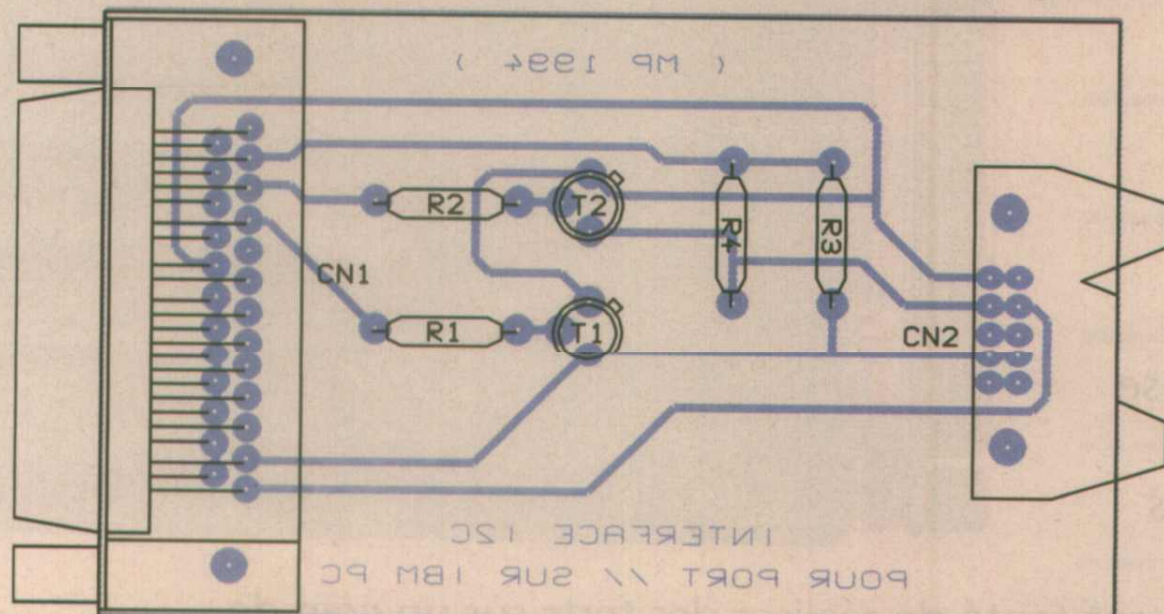 ( MP 1994 )
R2
T2
R4
R3
CN1
R1
T1
CN2
INTERFACE I2C
POUR PORT // SUR IBM PC